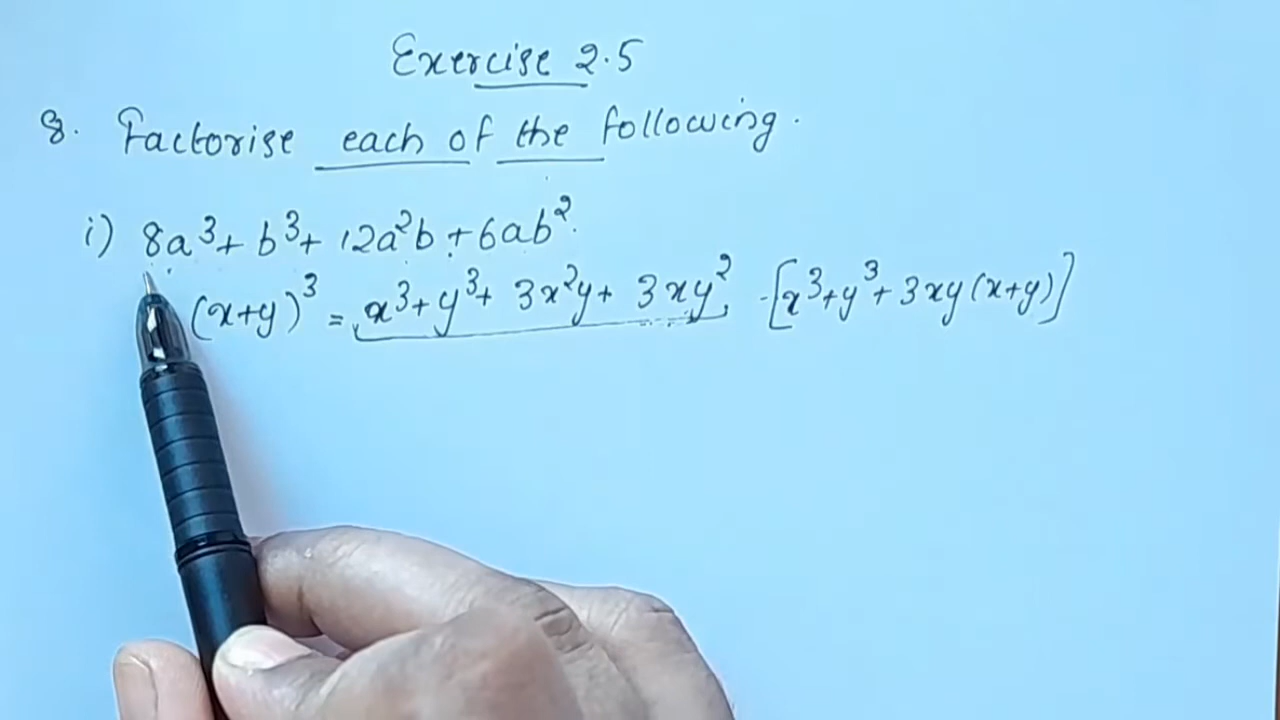 Exercise 2.5
8. Factorise each of the following.
i) 8a³ + b³ + 12a²b + 6ab².
(x+y)³ = x³ + y³ + 3x²y + 3xy² [x³ + y³ + 3xy (x+y)]